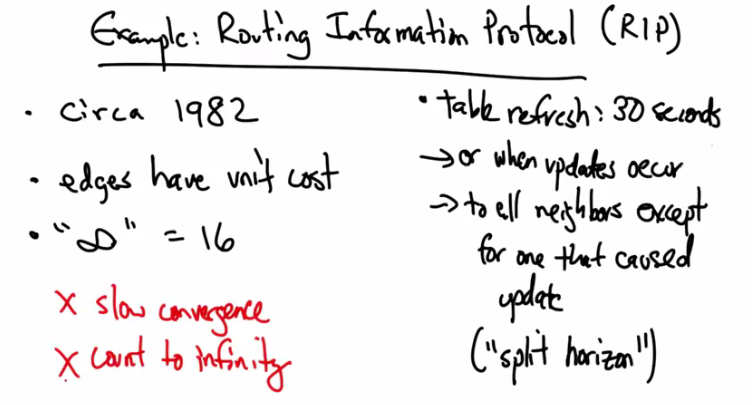 Example: Routing Information Protocol (RIP)
• circa 1982
• edges have unit cost
• "∞" = 16
X slow convergence
X count to infinity
• table refresh: 30 seconds
→ or when updates occur
→ to all neighbors except
for one that caused
update
("split horizon")